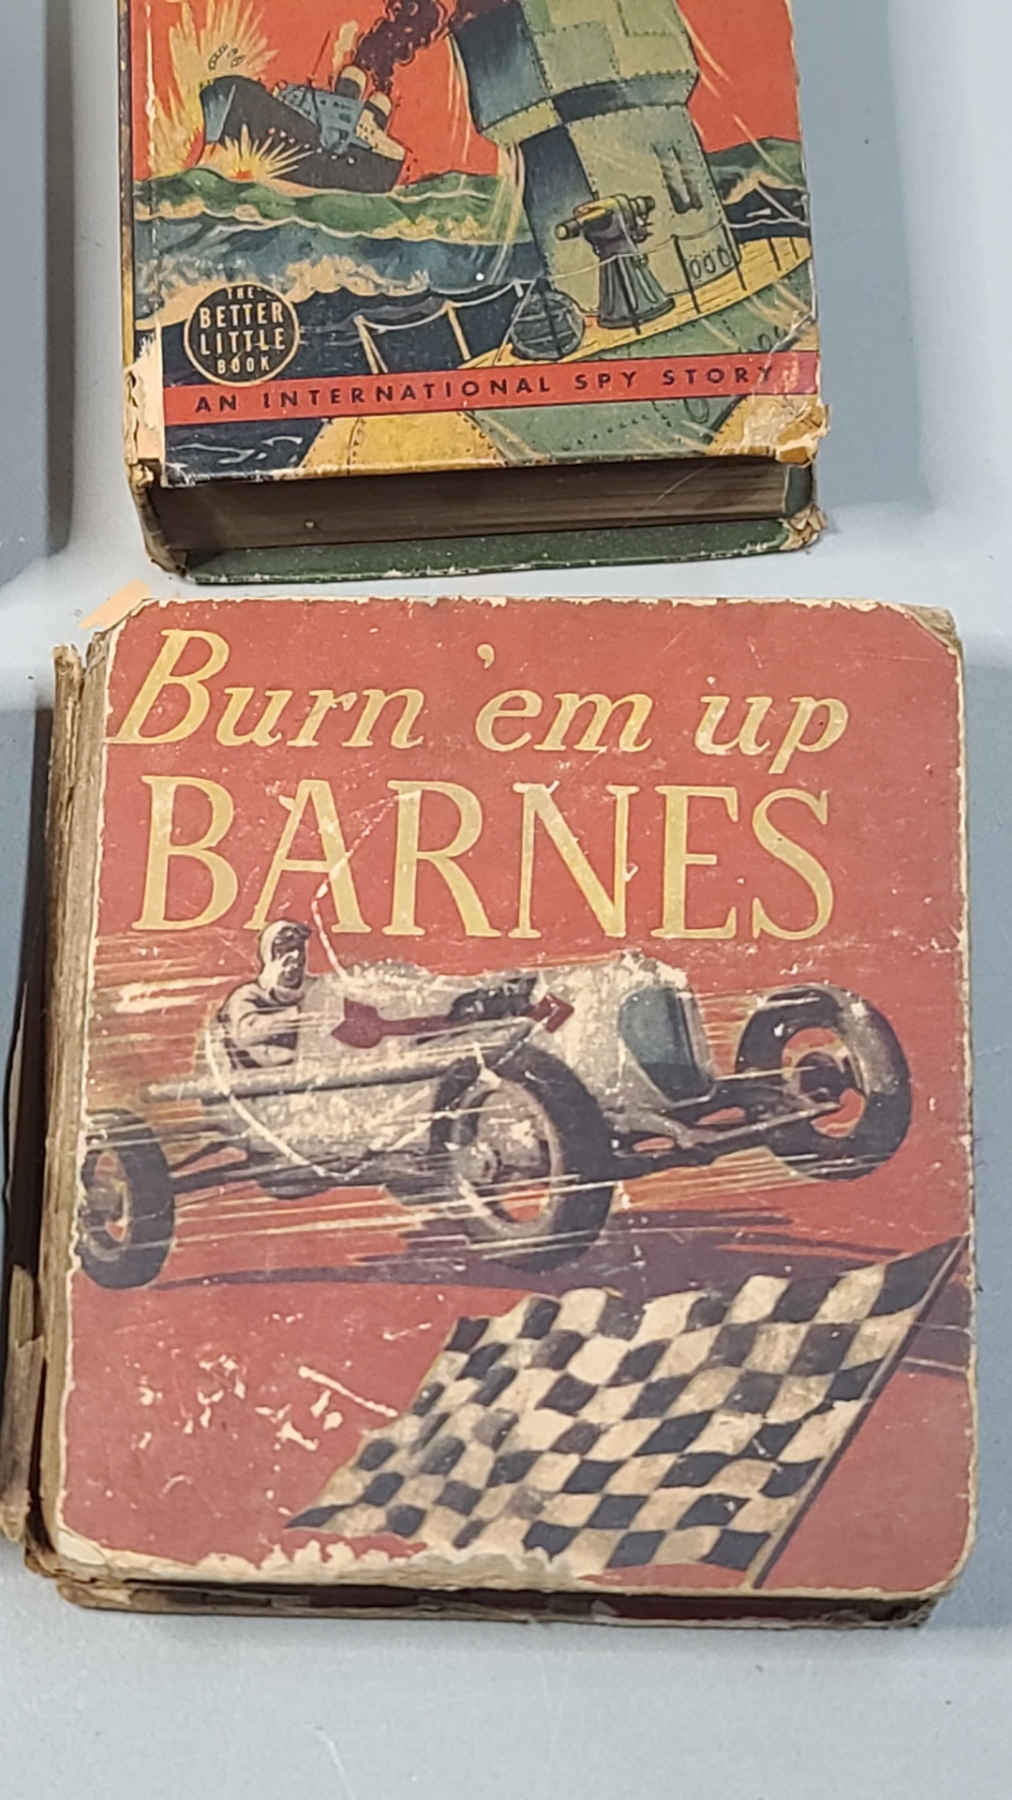 THE
BETTER
LITTLE
BOOK
AN INTERNATIONAL SPY STORY
Burn 'em up
BARNES